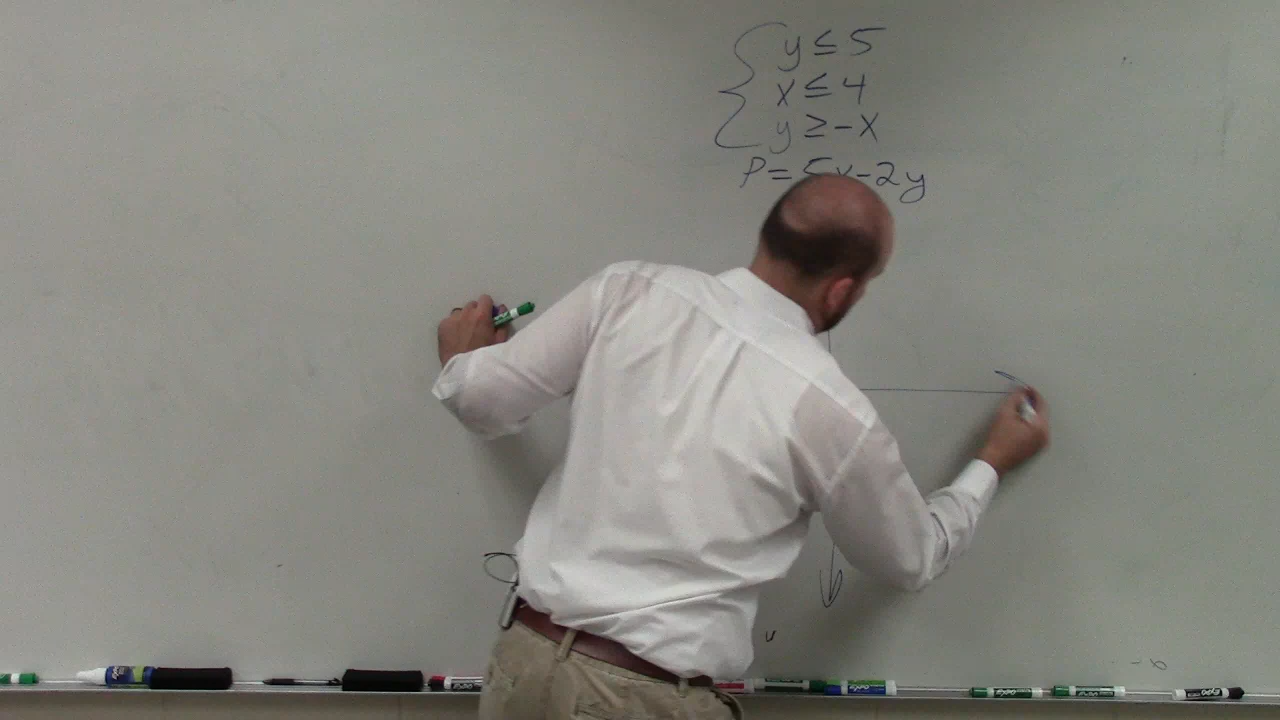 y ≤ 5
x ≤ 4
y ≥ -x
P = 5x - 2y